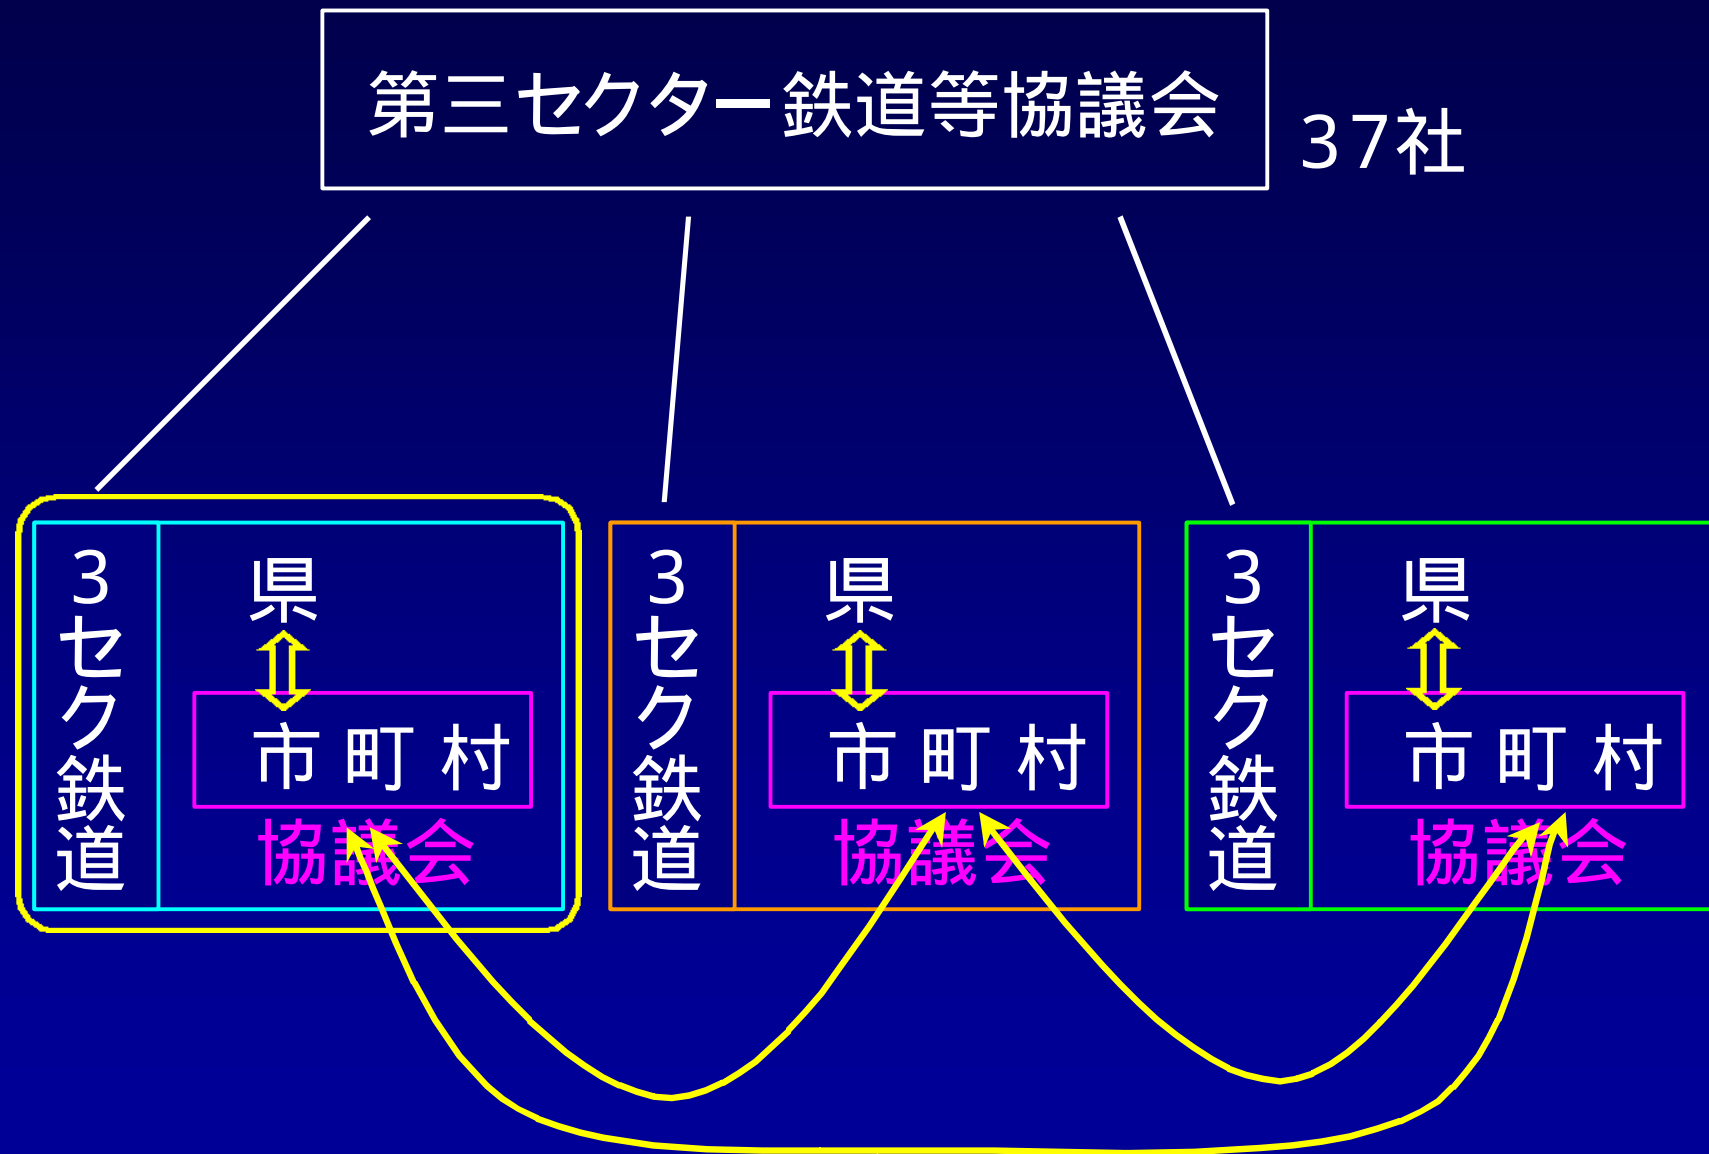 第三セクター鉄道等協議会
３７社
３セク鉄道
県
市 町 村
協議会
３セク鉄道
県
市 町 村
協議会
３セク鉄道
県
市 町 村
協議会